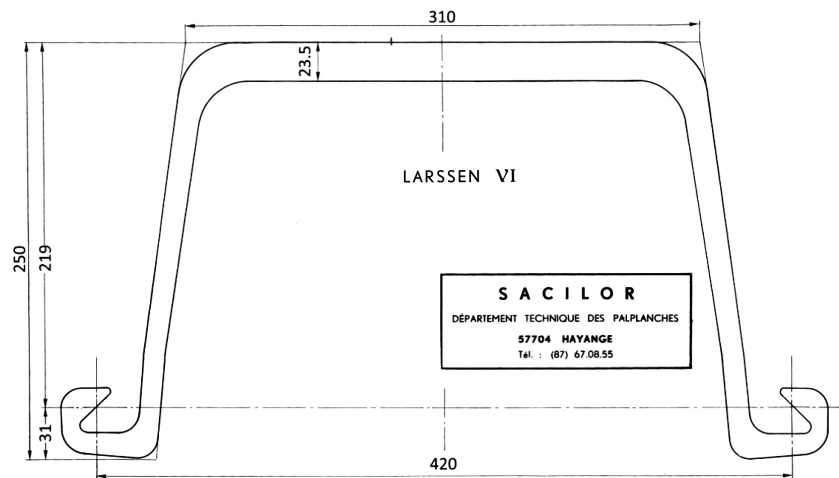 310
23.5
LARSSEN VI
250
219
SACILOR
DÉPARTEMENT TECHNIQUE DES PALPLANCHES
57704 HAYANGE
Tél. : (87) 67.08.55
31
420